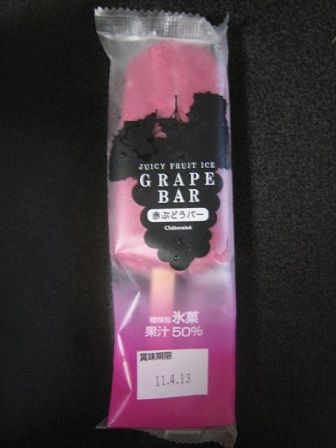 JUICY FRUIT ICE
GRAPE
BAR
赤ぶどうバー
Châteraisé
種類別 氷菓
果汁50%
賞味期限
11.4.13